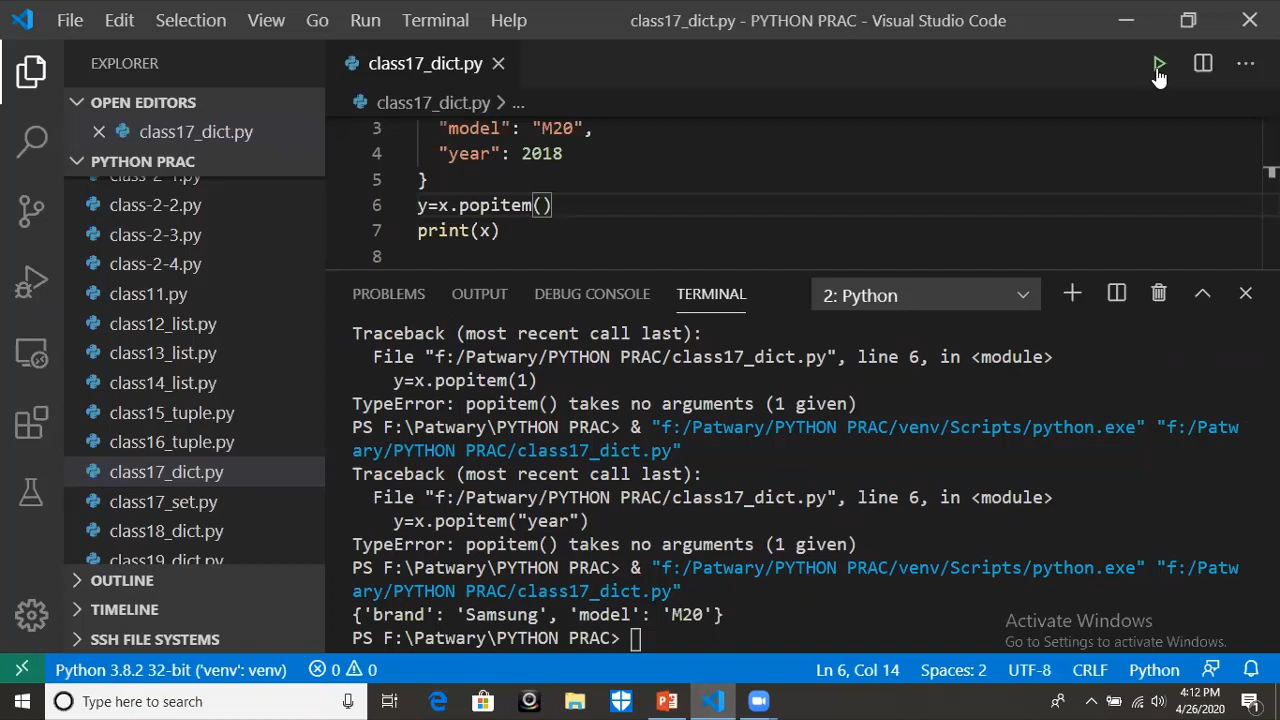 File Edit Selection View Go Run Terminal Help class17_dict.py - PYTHON PRAC - Visual Studio Code
EXPLORER
OPEN EDITORS
class17_dict.py
PYTHON PRAC
class-2-1.py
class-2-2.py
class-2-3.py
class-2-4.py
class11.py
class12_list.py
class13_list.py
class14_list.py
class15_tuple.py
class16_tuple.py
class17_dict.py
class17_set.py
class18_dict.py
class19_dict.py
OUTLINE
TIMELINE
SSH FILE SYSTEMS
class17_dict.py
class17_dict.py > ...
3 "model": "M20",
4 "year": 2018
5 }
6 y=x.popitem()
7 print(x)
8
PROBLEMS OUTPUT DEBUG CONSOLE TERMINAL 2: Python
Traceback (most recent call last):
File "f:/Patwary/PYTHON PRAC/class17_dict.py", line 6, in <module>
y=x.popitem(1)
TypeError: popitem() takes no arguments (1 given)
PS F:\Patwary\PYTHON PRAC> & "f:/Patwary/PYTHON PRAC/venv/Scripts/python.exe" "f:/Patw
ary/PYTHON PRAC/class17_dict.py"
Traceback (most recent call last):
File "f:/Patwary/PYTHON PRAC/class17_dict.py", line 6, in <module>
y=x.popitem("year")
TypeError: popitem() takes no arguments (1 given)
PS F:\Patwary\PYTHON PRAC> & "f:/Patwary/PYTHON PRAC/venv/Scripts/python.exe" "f:/Patw
ary/PYTHON PRAC/class17_dict.py"
{'brand': 'Samsung', 'model': 'M20'}
PS F:\Patwary\PYTHON PRAC>
Activate Windows
Go to Settings to activate Windows.
Python 3.8.2 32-bit ('venv': venv) 0 0 Ln 6, Col 14 Spaces: 2 UTF-8 CRLF Python
Type here to search
4:12 PM
4/26/2020
1